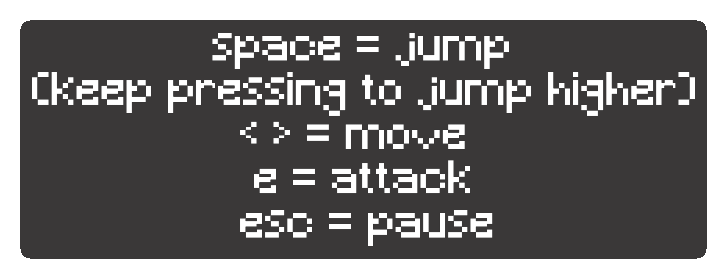 space = jump
(keep pressing to jump higher)
< > = move
e = attack
esc = pause